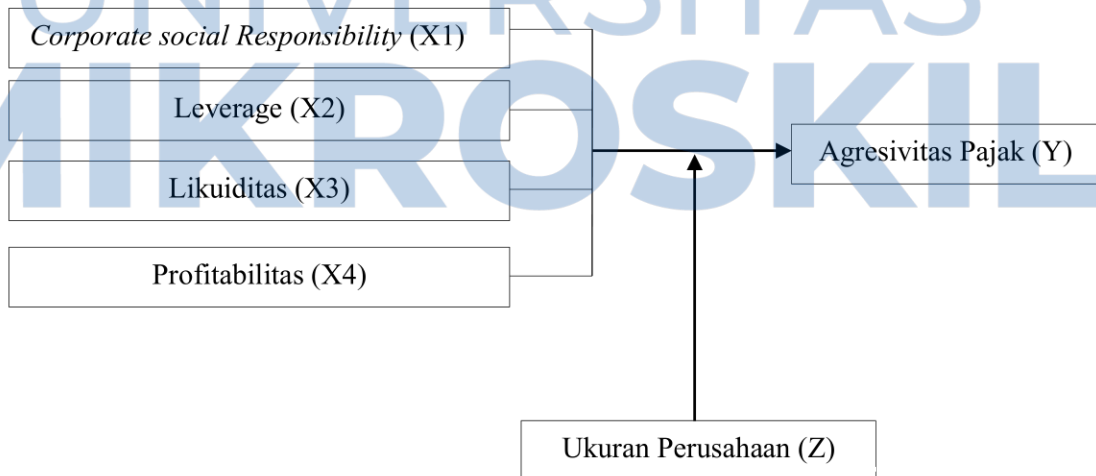 UNIVERSITAS
MIKROSKIL
Corporate social Responsibility (X1)
Leverage (X2)
Likuiditas (X3)
Profitabilitas (X4)
Agresivitas Pajak (Y)
Ukuran Perusahaan (Z)